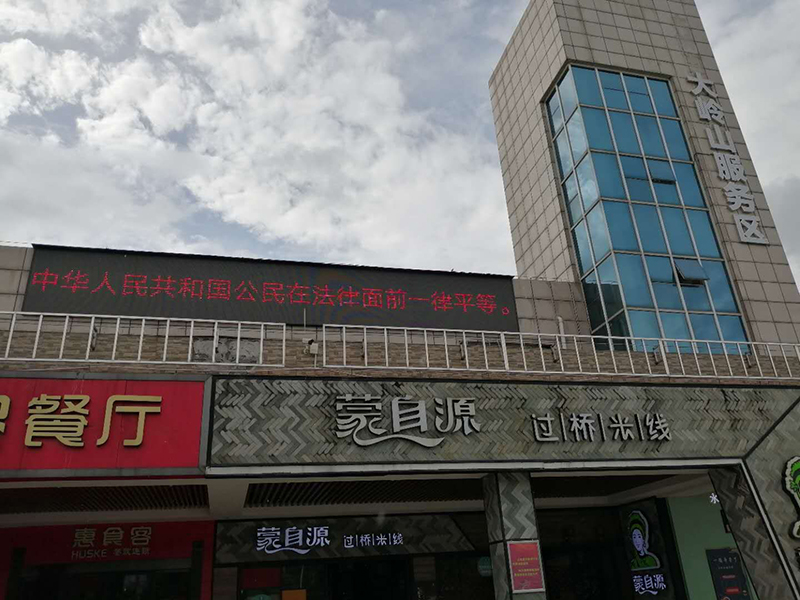 大岭山服务区
中华人民共和国公民在法律面前一律平等。
餐厅
蒙自源 过桥米线
惠食客
HUISKE
蒙自源 过桥米线
蒙自源